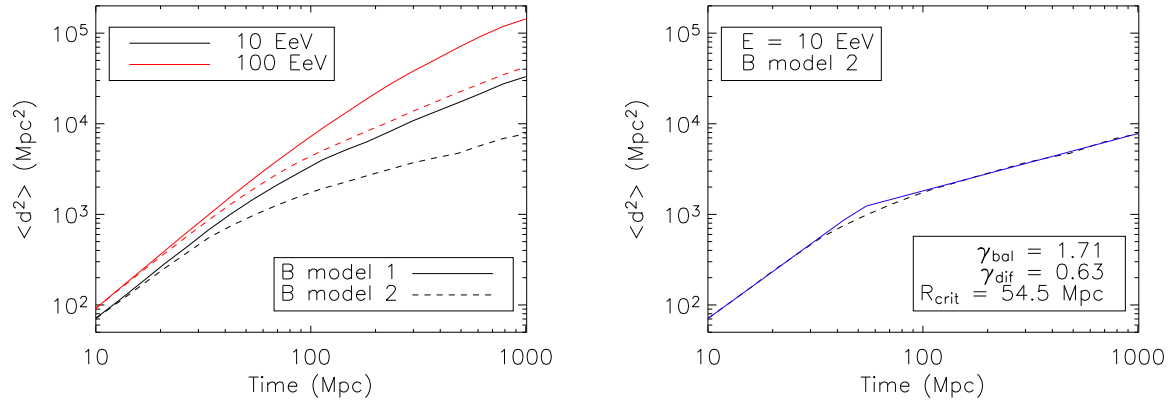 10⁵
10⁴
10³
10²
<d²> (Mpc²)
10 EeV
100 EeV
B model 1
B model 2
10
100
1000
Time (Mpc)
10⁵
10⁴
10³
10²
<d²> (Mpc²)
E = 10 EeV
B model 2
γbal = 1.71
γdif = 0.63
Rcrit = 54.5 Mpc
10
100
1000
Time (Mpc)